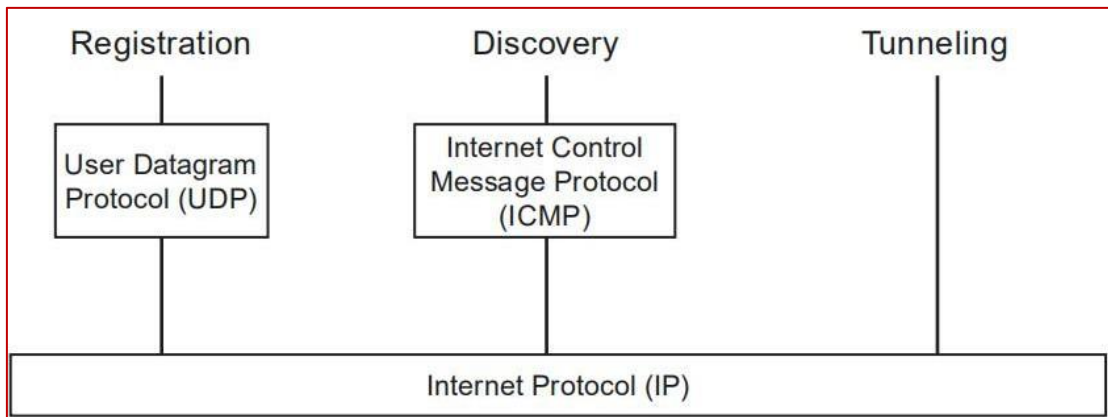 Registration
Discovery
Tunneling
User Datagram
Protocol (UDP)
Internet Control
Message Protocol
(ICMP)
Internet Protocol (IP)